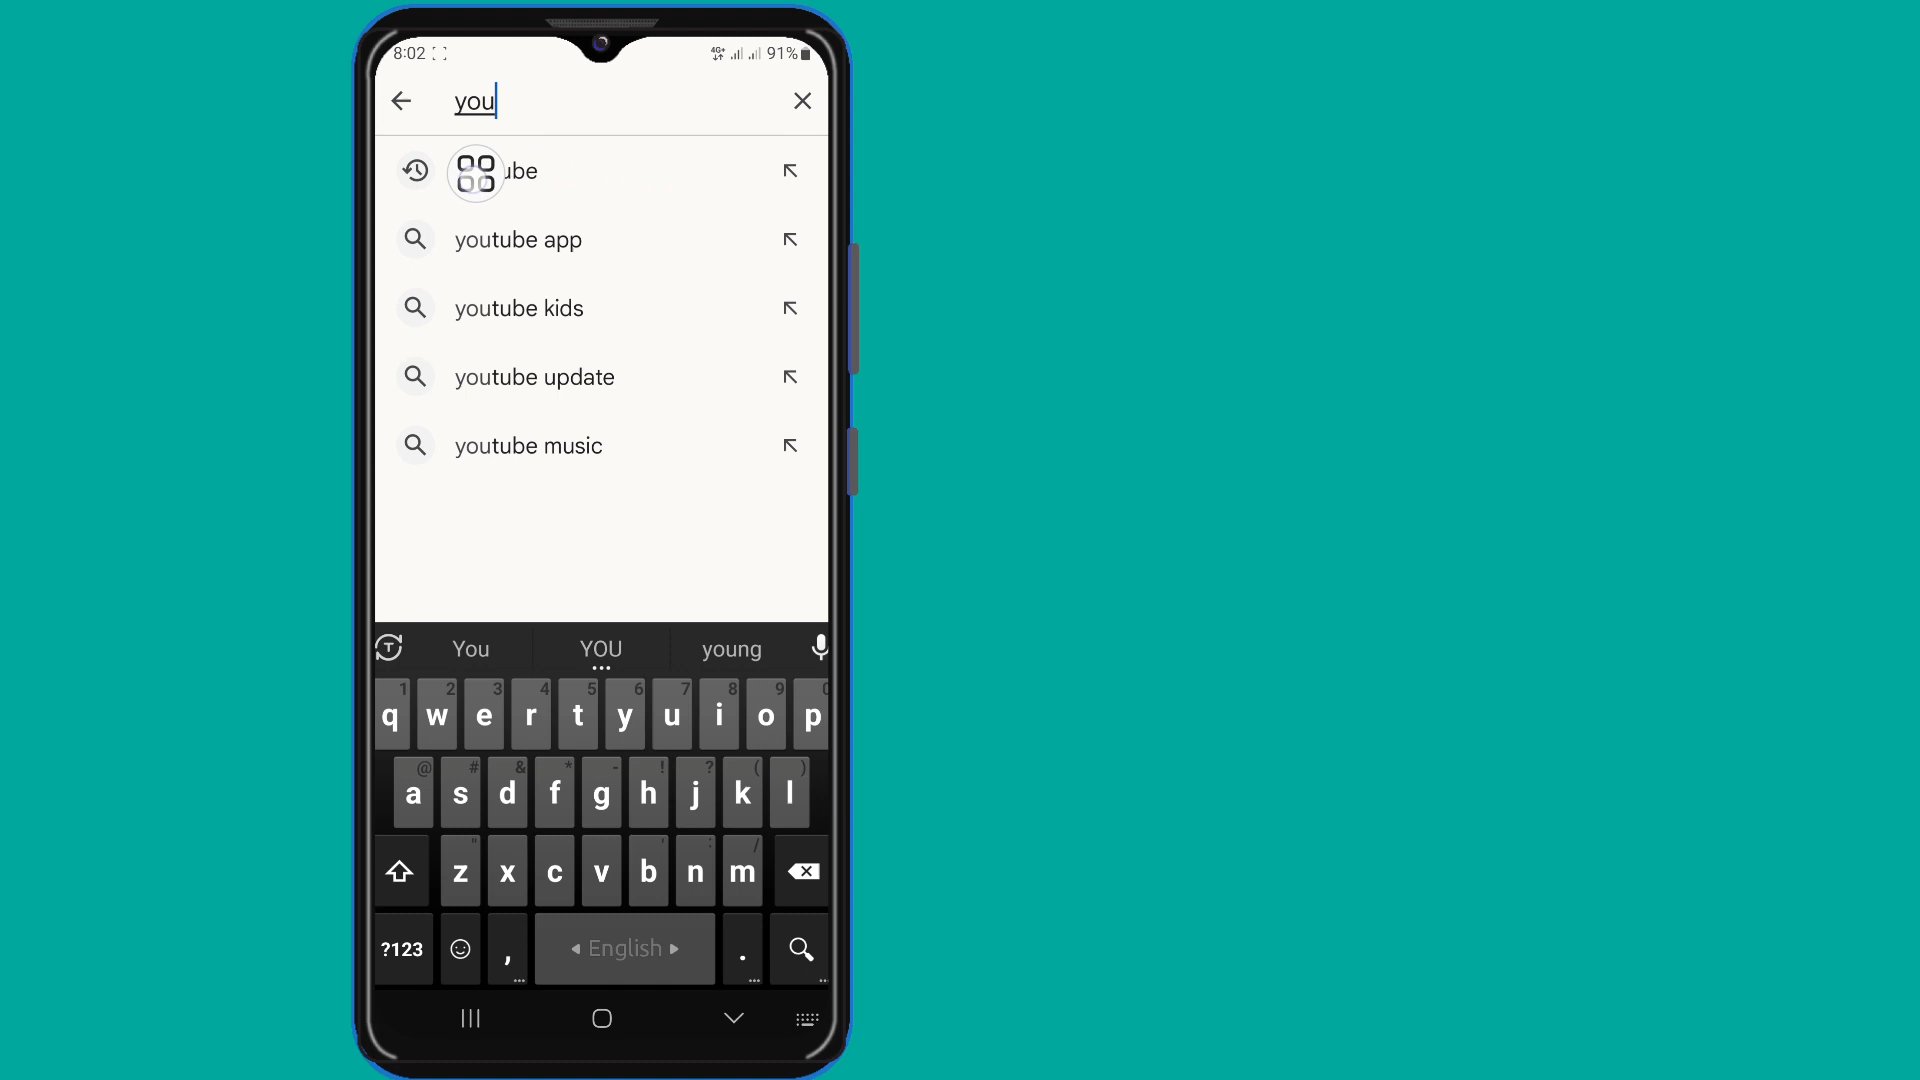 8:02 4G+ 91%
you
ube
youtube app
youtube kids
youtube update
youtube music
T You YOU young
1 2 3 4 5 6 7 8 9 0
q w e r t y u i o p
@ # & * - ! ? ( )
a s d f g h j k l
" ' : /
z x c v b n m
?123 , English .